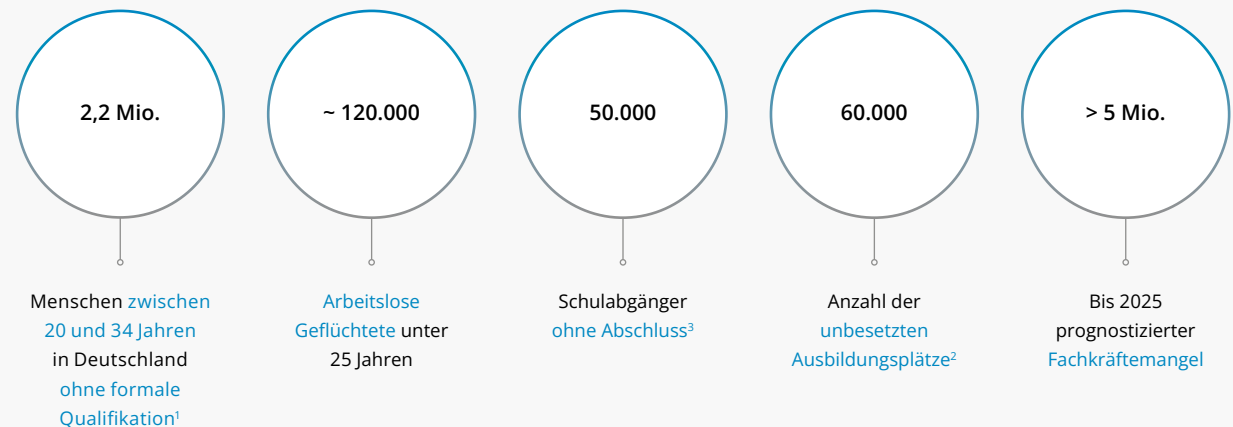 2,2 Mio.
~ 120.000
50.000
60.000
> 5 Mio.
Menschen zwischen
20 und 34 Jahren
in Deutschland
ohne formale
Qualifikation¹
Arbeitslose
Geflüchtete unter
25 Jahren
Schulabgänger
ohne Abschluss³
Anzahl der
unbesetzten
Ausbildungsplätze²
Bis 2025
prognostizierter
Fachkräftemangel